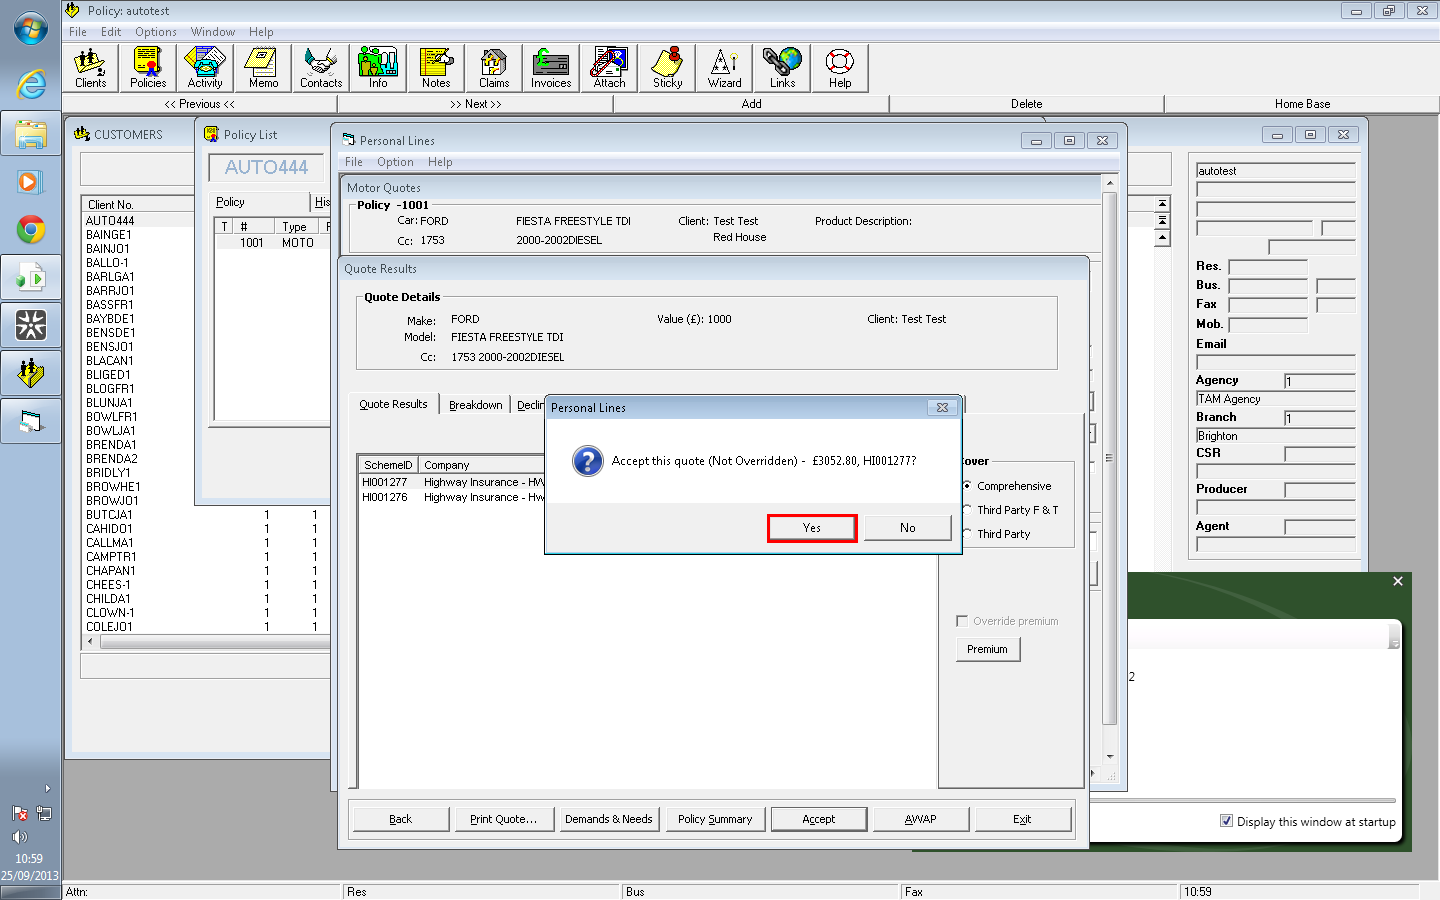 Policy: autotest
File Edit Options Window Help
Clients Policies Activity Memo Contacts Info Notes Claims Invoices Attach Sticky Wizard Links Help
<< Previous << >> Next >> Add Delete Home Base
CUSTOMERS
Client No.
AUTO444
BAINGE1
BAINJO1
BALLO-1
BARLGA1
BARRJO1
BASSFR1
BAYBDE1
BENSDE1
BENSJO1
BLACAN1
BLIGED1
BLOGFR1
BLUNJA1
BOWLFR1
BOWLJA1
BRENDA1
BRENDA2
BRIDLY1
BROWHE1
BROWJO1
BUTCJA1 1 1
CAHIDO1 1 1
CALLMA1 1 1
CAMPTR1 1 1
CHAPAN1 1 1
CHEES-1 1 1
CHILDA1 1 1
CLOWN-1 1 1
COLEJO1 1 1
Policy List
AUTO444
Policy
T # Type
1001 MOTO
Personal Lines
File Option Help
Motor Quotes
Policy -1001
Car: FORD FIESTA FREESTYLE TDI Client: Test Test Product Description:
Red House
Cc: 1753 2000-2002DIESEL
Quote Results
Quote Details
Make: FORD Value (£): 1000 Client: Test Test
Model: FIESTA FREESTYLE TDI
Cc: 1753 2000-2002DIESEL
Quote Results Breakdown
SchemeID Company
HI001277 Highway Insurance - HW
HI001276 Highway Insurance - Hw
Personal Lines
Accept this quote (Not Overridden) - £3052.80, HI001277?
Yes No
Comprehensive
Third Party F & T
Third Party
Override premium
Premium
Back Print Quote... Demands & Needs Policy Summary Accept AWAP Exit
autotest
Res.
Bus.
Fax
Mob.
Email
Agency 1
TAM Agency
Branch 1
Brighton
CSR
Producer
Agent
2
Display this window at startup
10:59
25/09/2013
Attn: Res Bus Fax 10:59